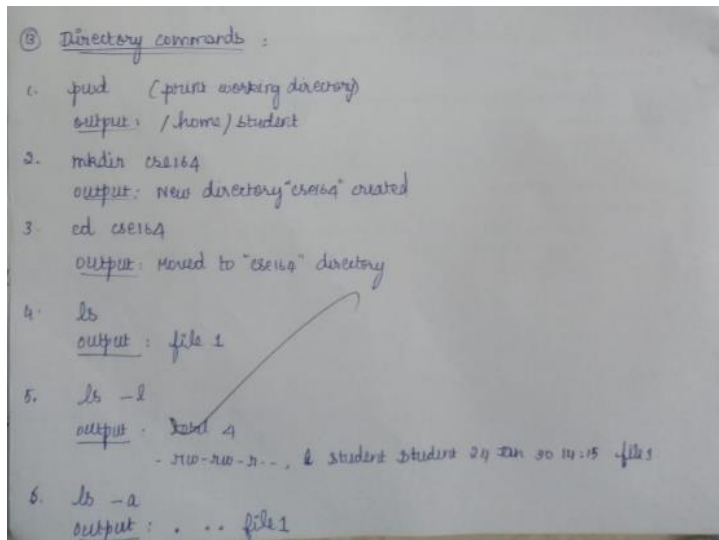 B Directory commands :
1. pwd (print working directory)
output : /home/student
2. mkdir cse164
output : New directory "cse164" created
3. cd cse164
output : Moved to "cse164" directory
4. ls
output : file 1
5. ls -l
output : total 4
-rw-rw-r--, student student 24 Jan 30 14:15 file1
6. ls -a
output : . .. file1